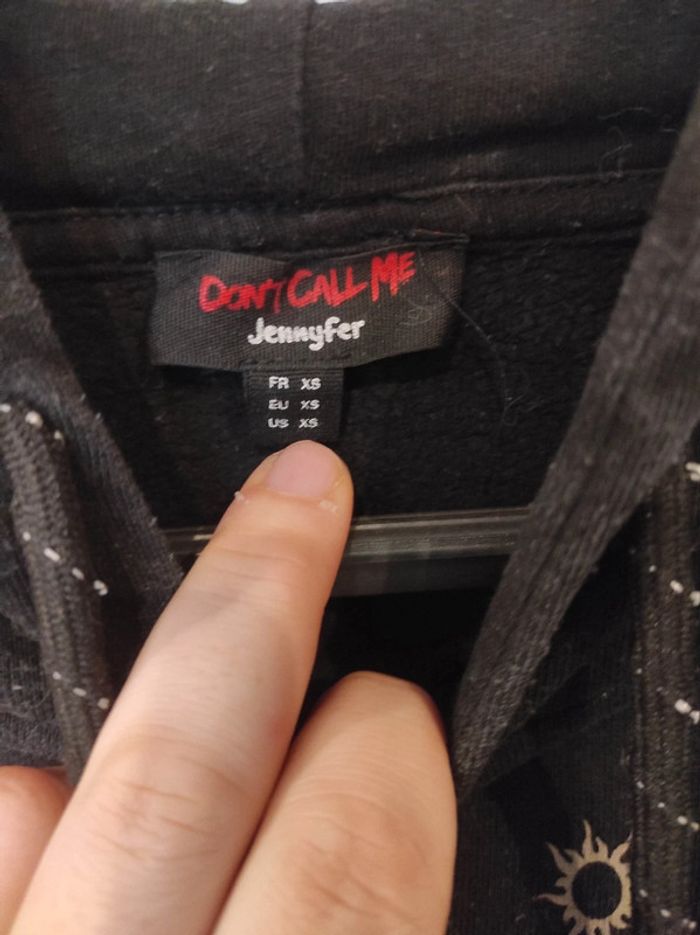 DON'T CALL ME
Jennyfer
FR XS
EU XS
US XS